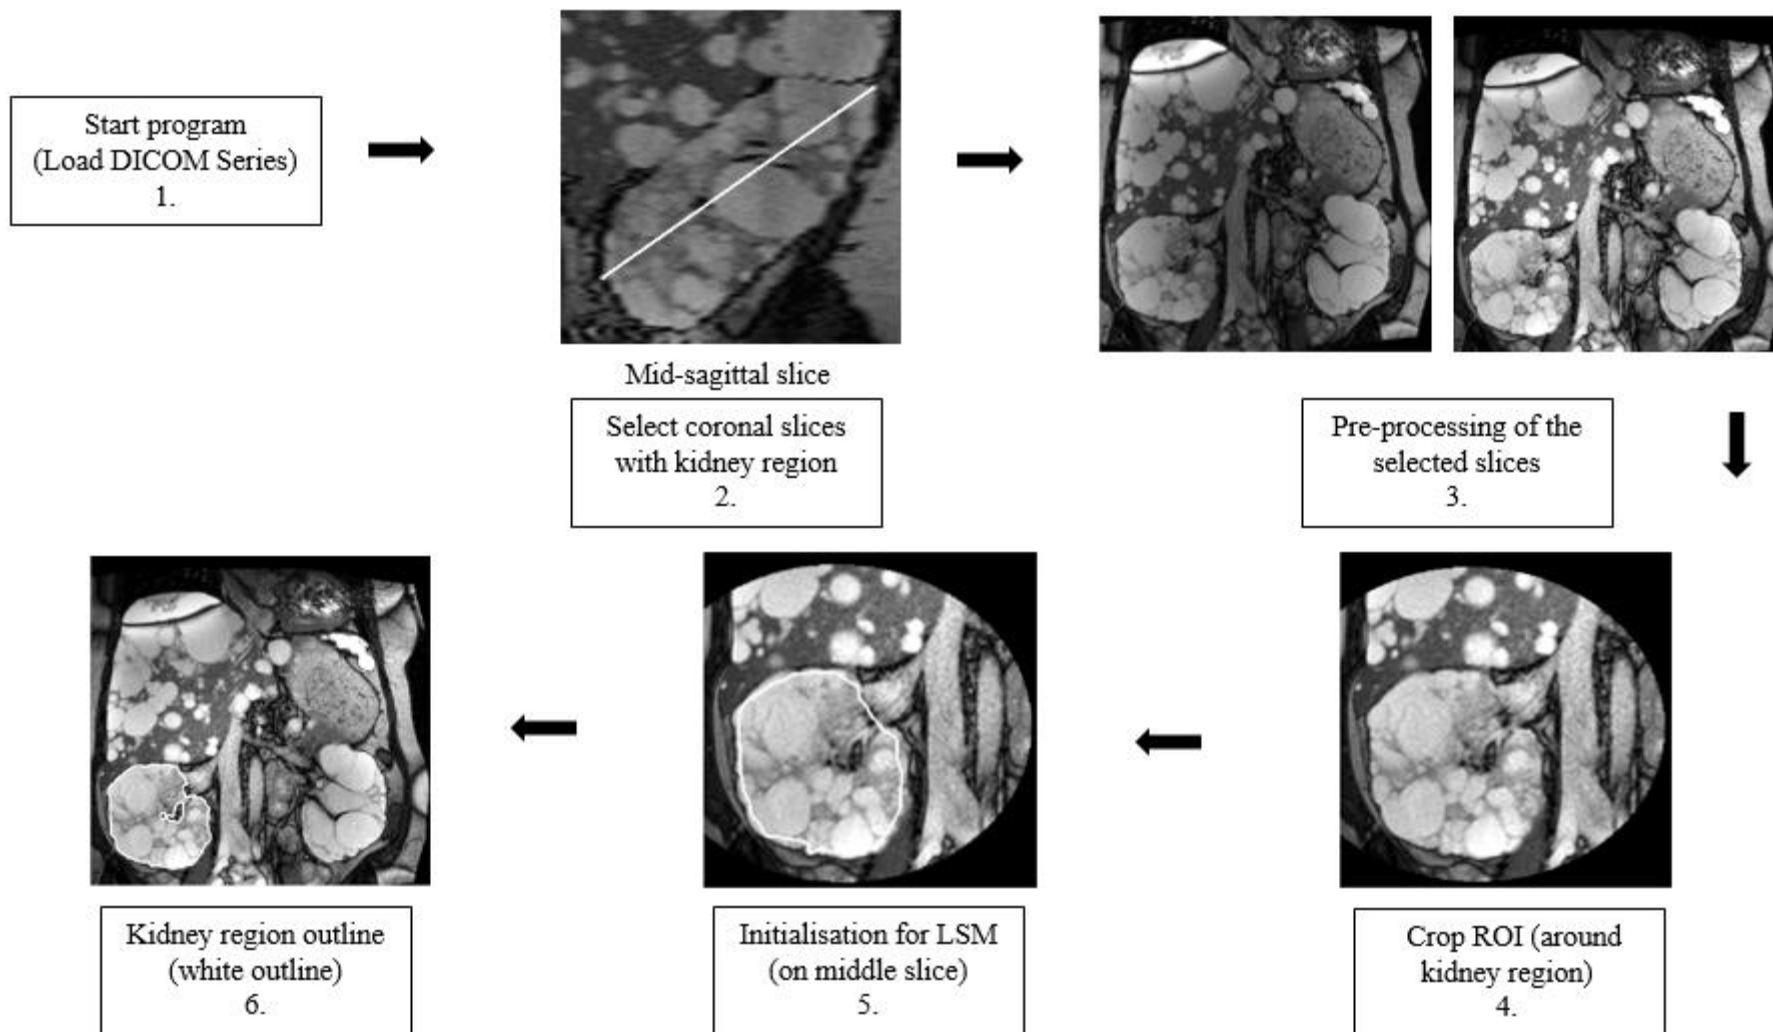 Start program
(Load DICOM Series)
1.
Mid-sagittal slice
Select coronal slices
with kidney region
2.
Pre-processing of the
selected slices
3.
Crop ROI (around
kidney region)
4.
Initialisation for LSM
(on middle slice)
5.
Kidney region outline
(white outline)
6.